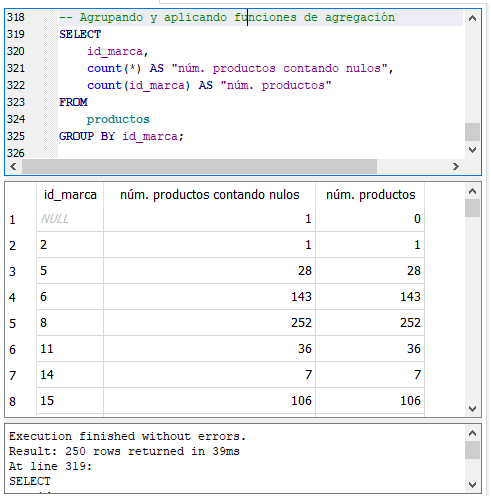 318 -- Agrupando y aplicando funciones de agregación
319 SELECT
320 id_marca,
321 count(*) AS "núm. productos contando nulos",
322 count(id_marca) AS "núm. productos"
323 FROM
324 productos
325 GROUP BY id_marca;
326
id_marca núm. productos contando nulos núm. productos
1 NULL 1 0
2 2 1 1
3 5 28 28
4 6 143 143
5 8 252 252
6 11 36 36
7 14 7 7
8 15 106 106
Execution finished without errors.
Result: 250 rows returned in 39ms
At line 319:
SELECT